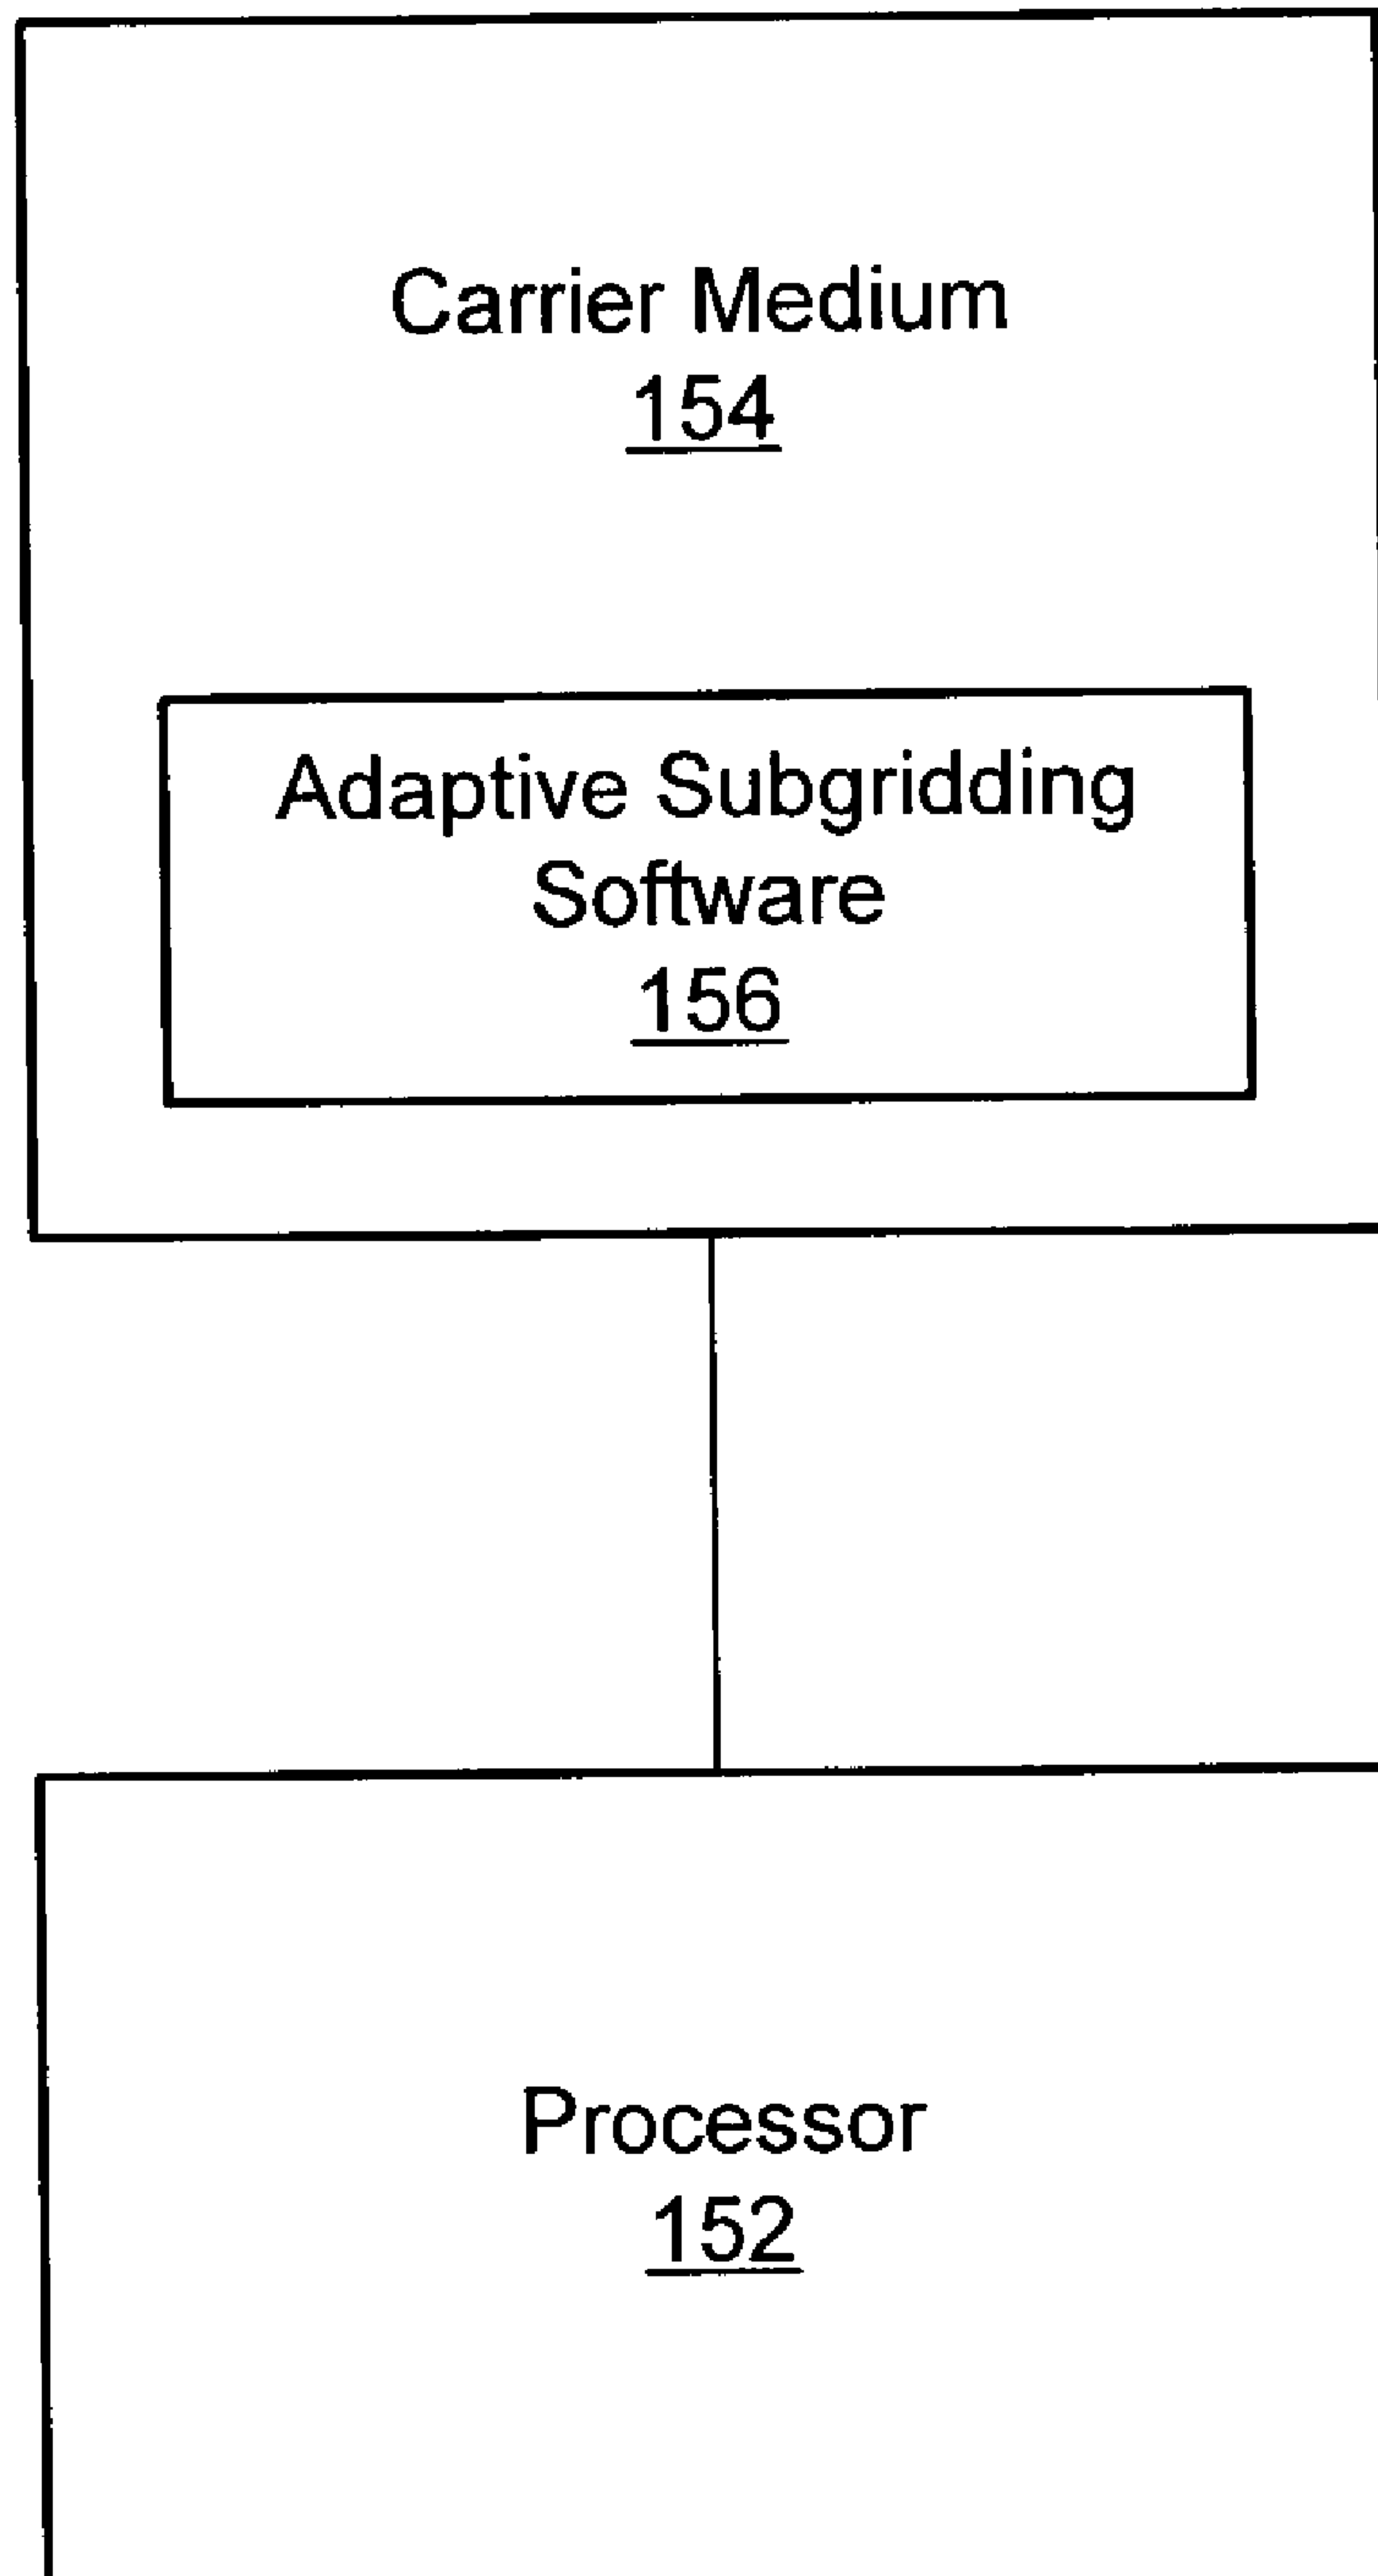 Carrier Medium
154
Adaptive Subgridding
Software
156
Processor
152